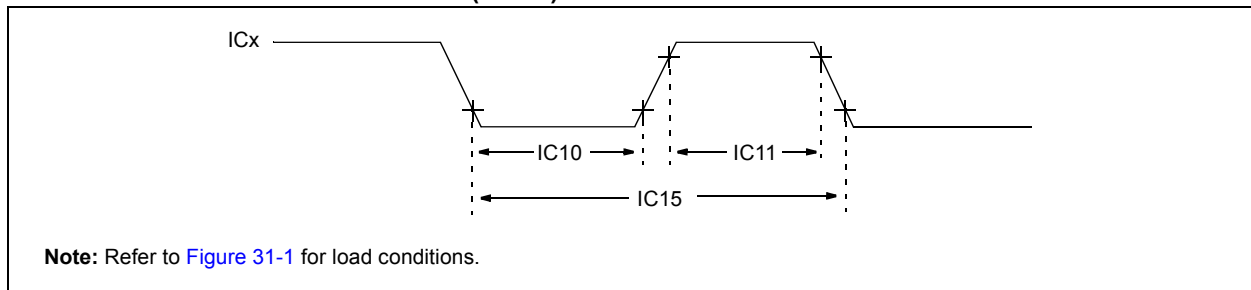 ICx
IC10
IC11
IC15
Note: Refer to Figure 31-1 for load conditions.